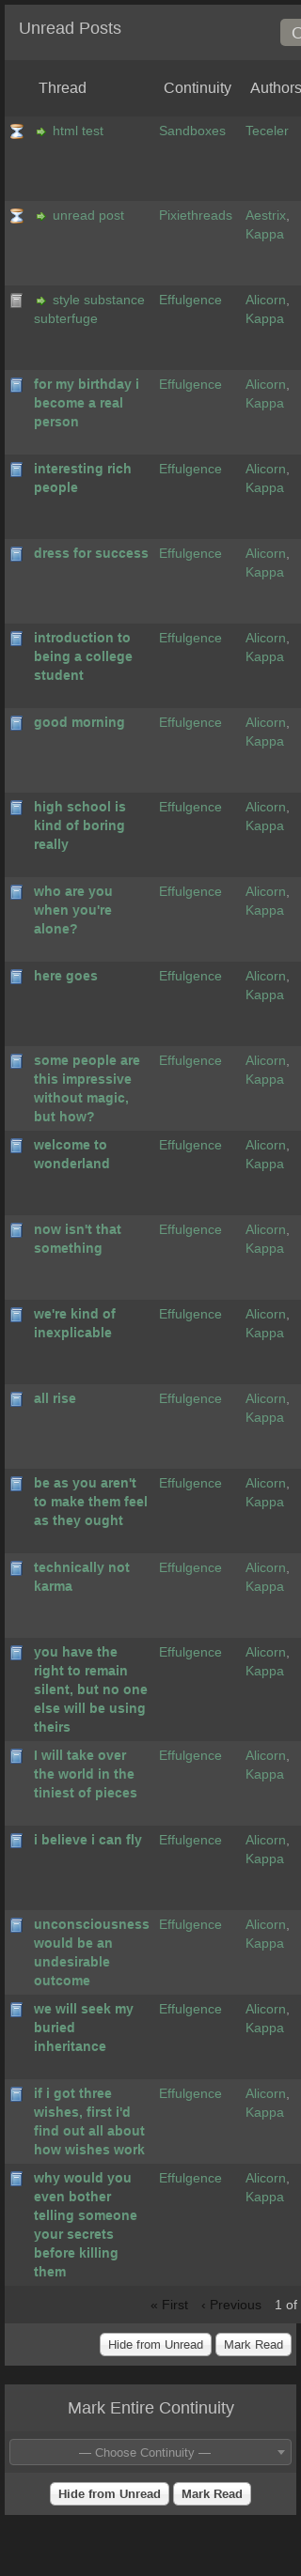 Unread Posts
Thread Continuity Authors
html test Sandboxes Teceler
unread post Pixiethreads Aestrix,
Kappa
style substance Effulgence Alicorn,
subterfuge Kappa
for my birthday i Effulgence Alicorn,
become a real Kappa
person
interesting rich Effulgence Alicorn,
people Kappa
dress for success Effulgence Alicorn,
Kappa
introduction to Effulgence Alicorn,
being a college Kappa
student
good morning Effulgence Alicorn,
Kappa
high school is Effulgence Alicorn,
kind of boring Kappa
really
who are you Effulgence Alicorn,
when you're Kappa
alone?
here goes Effulgence Alicorn,
Kappa
some people are Effulgence Alicorn,
this impressive Kappa
without magic,
but how?
welcome to Effulgence Alicorn,
wonderland Kappa
now isn't that Effulgence Alicorn,
something Kappa
we're kind of Effulgence Alicorn,
inexplicable Kappa
all rise Effulgence Alicorn,
Kappa
be as you aren't Effulgence Alicorn,
to make them feel Kappa
as they ought
technically not Effulgence Alicorn,
karma Kappa
you have the Effulgence Alicorn,
right to remain Kappa
silent, but no one
else will be using
theirs
I will take over Effulgence Alicorn,
the world in the Kappa
tiniest of pieces
i believe i can fly Effulgence Alicorn,
Kappa
unconsciousness Effulgence Alicorn,
would be an Kappa
undesirable
outcome
we will seek my Effulgence Alicorn,
buried Kappa
inheritance
if i got three Effulgence Alicorn,
wishes, first i'd Kappa
find out all about
how wishes work
why would you Effulgence Alicorn,
even bother Kappa
telling someone
your secrets
before killing
them
« First ‹ Previous 1 of
Hide from Unread Mark Read
Mark Entire Continuity
— Choose Continuity —
Hide from Unread Mark Read